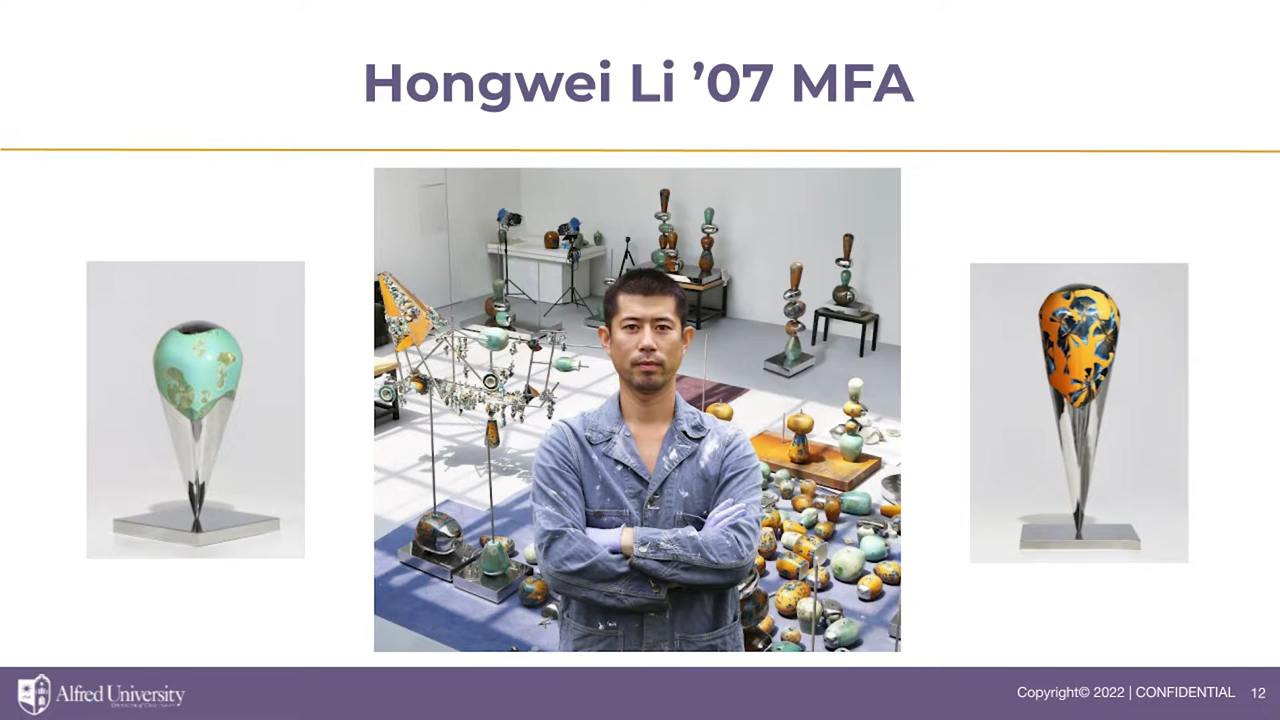 Hongwei Li ’07 MFA
Alfred University
Copyright© 2022 | CONFIDENTIAL 12